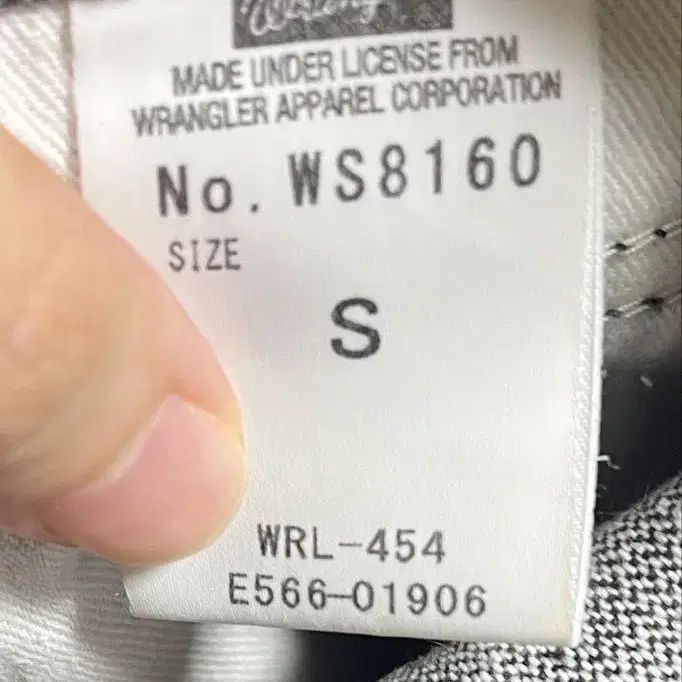 MADE UNDER LICENSE FROM
WRANGLER APPAREL CORPORATION
No. WS8160
SIZE
S
WRL-454
E566-01906